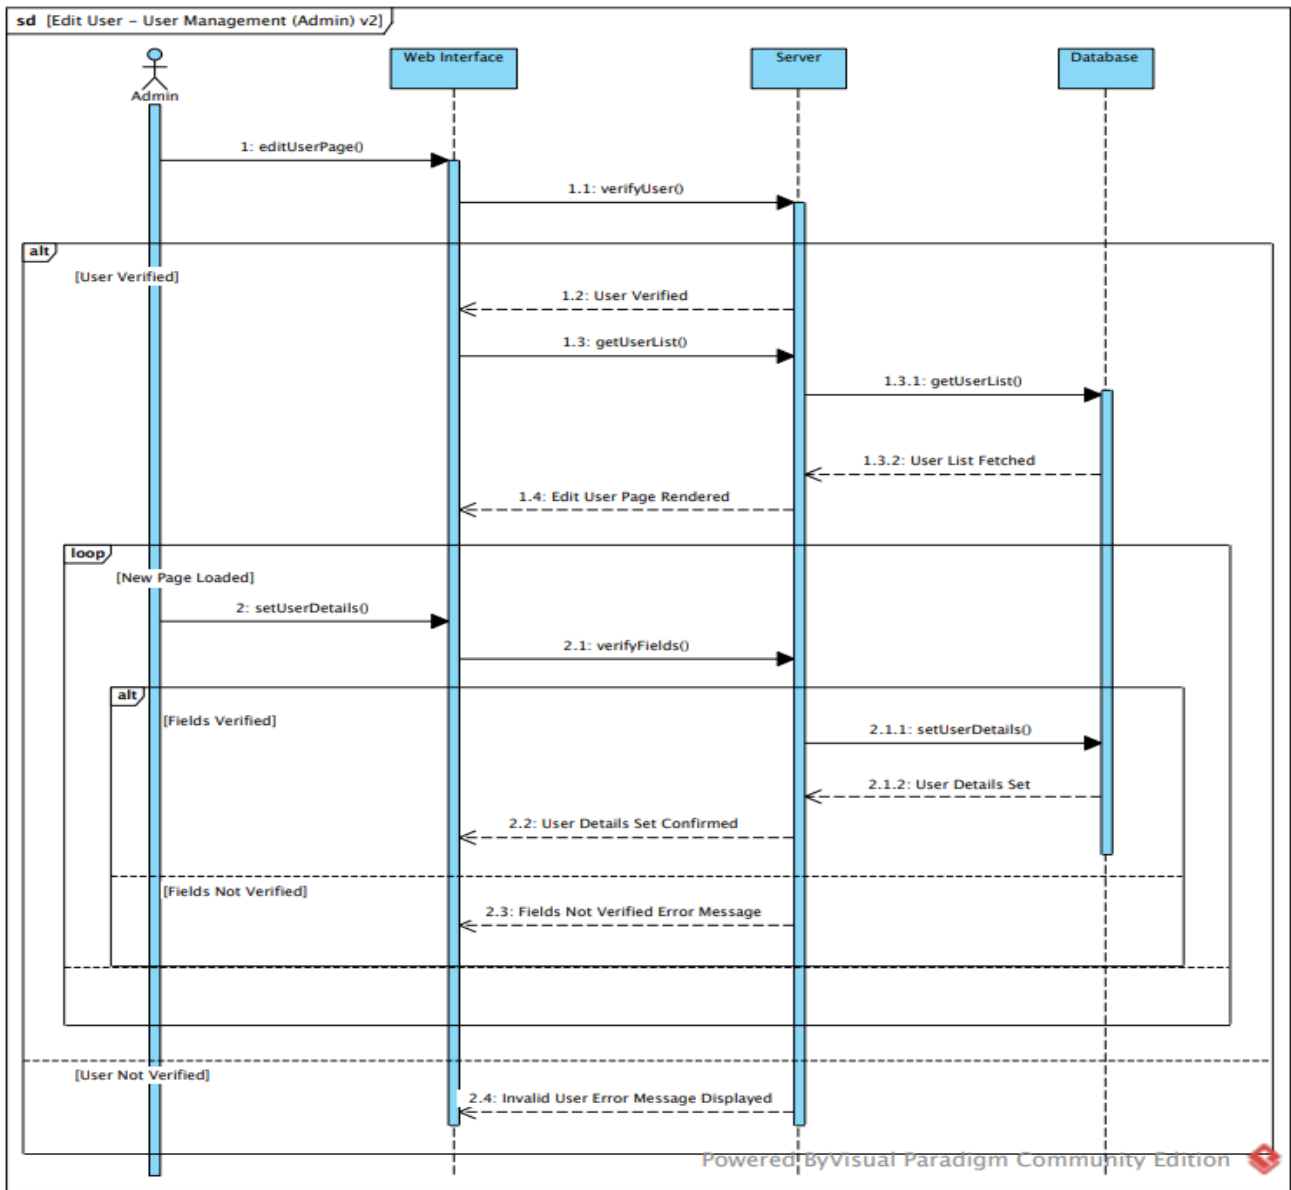 sd [Edit User – User Management (Admin) v2]
Admin
Web Interface
Server
Database
1: editUserPage()
1.1: verifyUser()
alt
[User Verified]
1.2: User Verified
1.3: getUserList()
1.3.1: getUserList()
1.3.2: User List Fetched
1.4: Edit User Page Rendered
loop
[New Page Loaded]
2: setUserDetails()
2.1: verifyFields()
alt
[Fields Verified]
2.1.1: setUserDetails()
2.1.2: User Details Set
2.2: User Details Set Confirmed
[Fields Not Verified]
2.3: Fields Not Verified Error Message
[User Not Verified]
2.4: Invalid User Error Message Displayed
Powered ByVisual Paradigm Community Edition